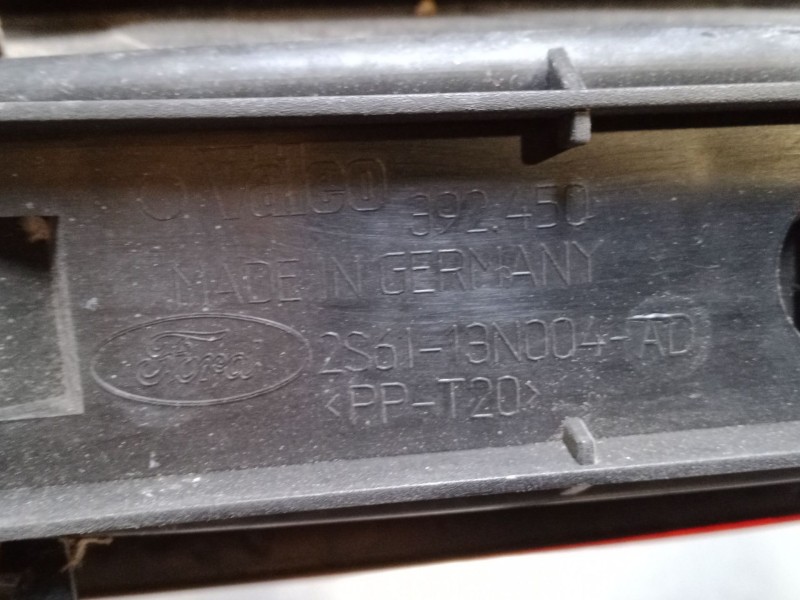 Valeo 392.450
MADE IN GERMANY
Ford 2S61-13N004-AD
<PP-T20>